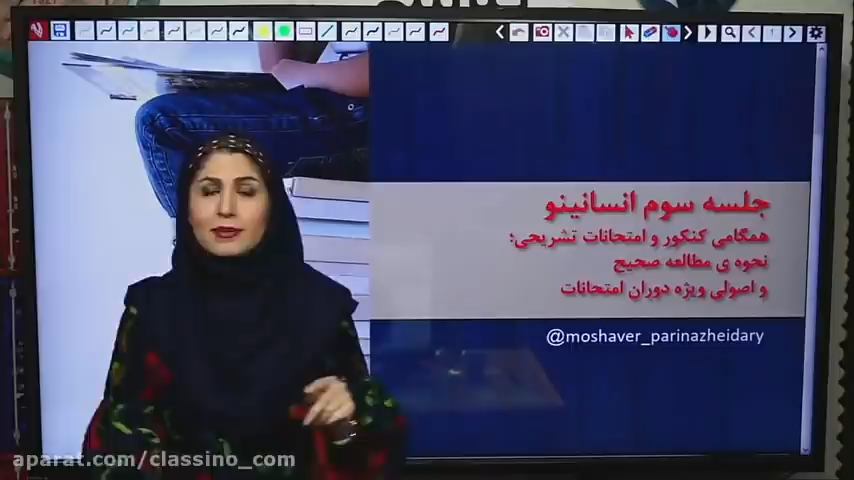 جلسه سوم انسانینو
همگامی کنکور و امتحانات تشریحی؛
نحوه ی مطالعه صحیح
و اصولی ویژه دوران امتحانات
@moshaver_parinazheidary
aparat.com/classino_com